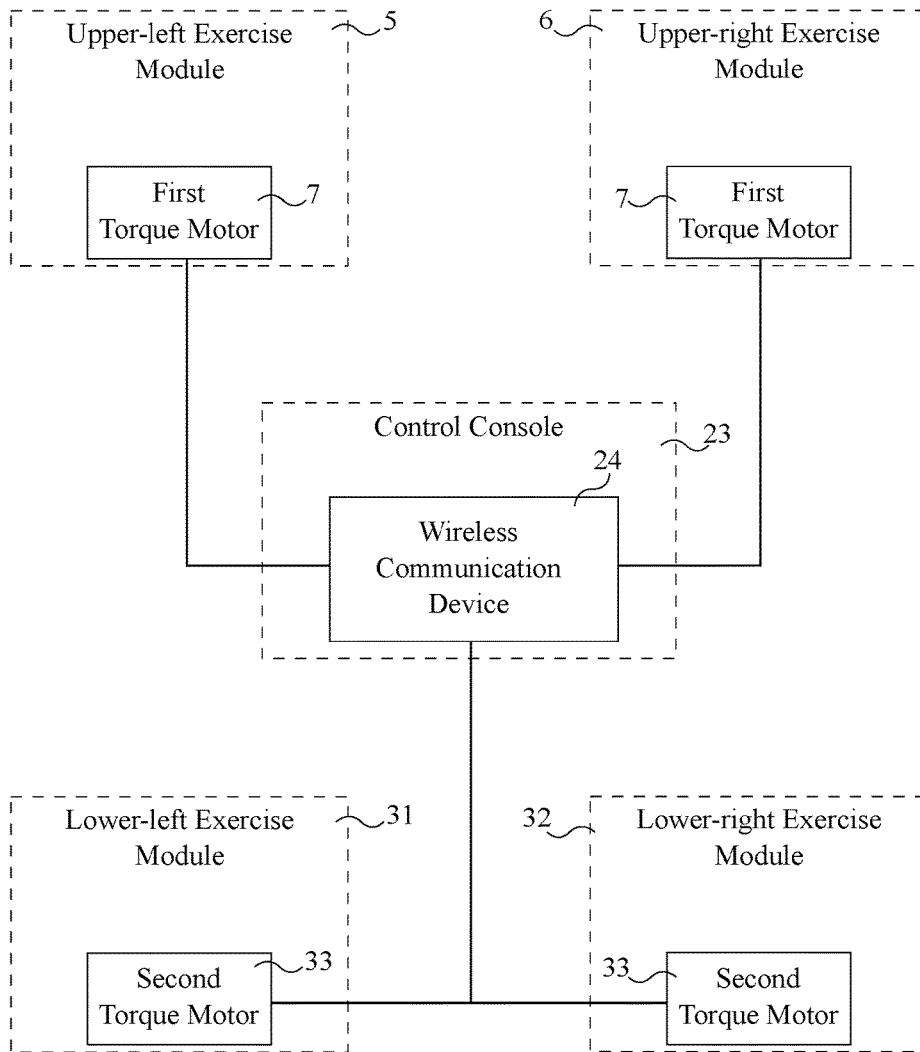 Upper-left Exercise
Module
5
First
Torque Motor
7
6
Upper-right Exercise
Module
7
First
Torque Motor
Control Console
23
24
Wireless
Communication
Device
Lower-left Exercise
Module
31
Second
Torque Motor
33
32
Lower-right Exercise
Module
33
Second
Torque Motor